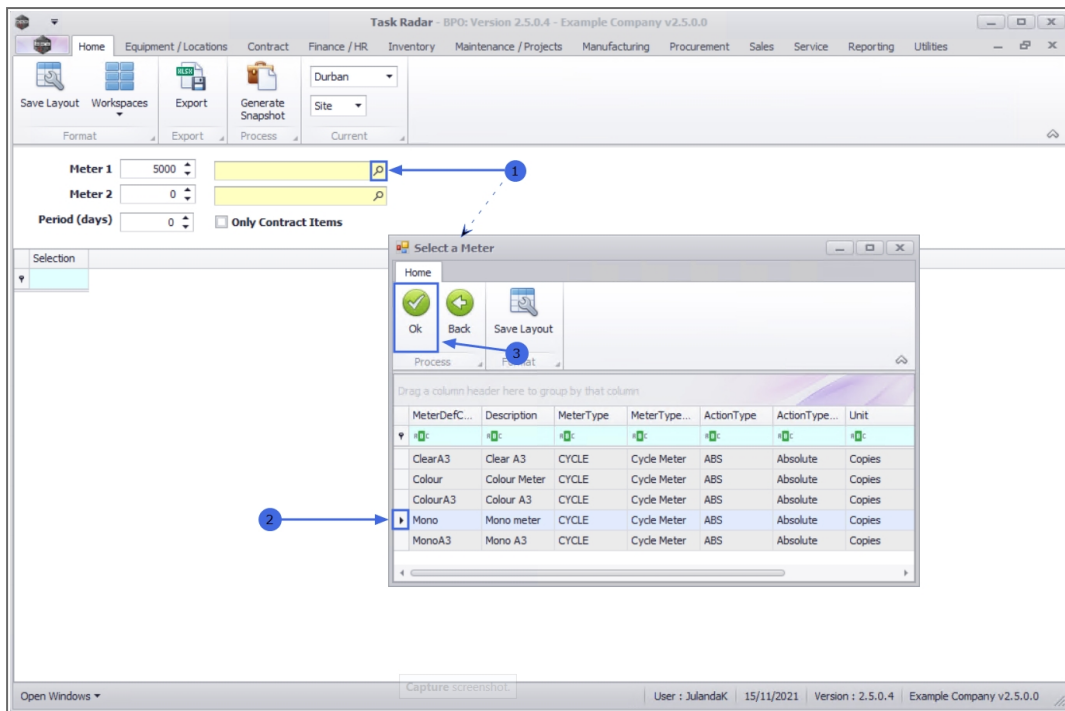 Task Radar - BPO: Version 2.5.0.4 - Example Company v2.5.0.0
Home Equipment / Locations Contract Finance / HR Inventory Maintenance / Projects Manufacturing Procurement Sales Service Reporting Utilities
XLSX
Save Layout Workspaces Export Generate Snapshot
Durban
Site
Format Export Process Current
Meter 1 5000
1
Meter 2 0
Period (days) 0 Only Contract Items
Selection
Select a Meter
Home
Ok Back Save Layout
3
Process
Drag a column header here to group by that column
MeterDefC... Description MeterType MeterType... ActionType ActionType... Unit
ClearA3 Clear A3 CYCLE Cycle Meter ABS Absolute Copies
Colour Colour Meter CYCLE Cycle Meter ABS Absolute Copies
ColourA3 Colour A3 CYCLE Cycle Meter ABS Absolute Copies
2 Mono Mono meter CYCLE Cycle Meter ABS Absolute Copies
MonoA3 Mono A3 CYCLE Cycle Meter ABS Absolute Copies
Capture screenshot.
Open Windows User : JulandaK 15/11/2021 Version : 2.5.0.4 Example Company v2.5.0.0